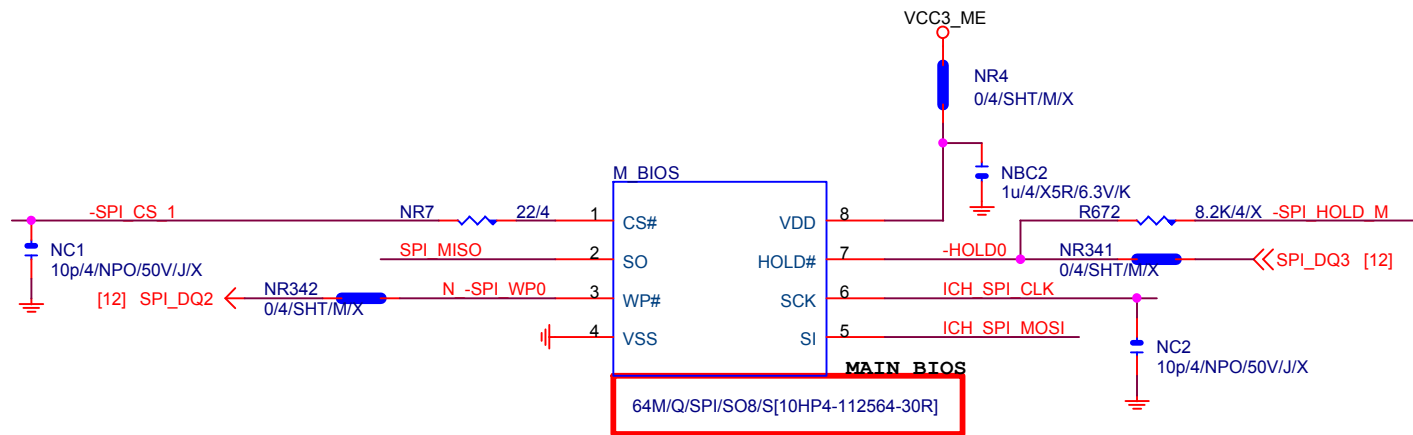 VCC3_ME
NR4
0/4/SHT/M/X
M_BIOS
NBC2
1u/4/X5R/6.3V/K
-SPI_CS_1
NR7
22/4
1
CS#
VDD
8
R672
8.2K/4/X
-SPI_HOLD_M
NC1
10p/4/NPO/50V/J/X
SPI_MISO
2
SO
HOLD#
7
-HOLD0
NR341
0/4/SHT/M/X
SPI_DQ3 [12]
[12] SPI_DQ2
NR342
0/4/SHT/M/X
N_-SPI_WP0
3
WP#
SCK
6
ICH_SPI_CLK
4
VSS
SI
5
ICH_SPI_MOSI
NC2
10p/4/NPO/50V/J/X
MAIN BIOS
64M/Q/SPI/SO8/S[10HP4-112564-30R]